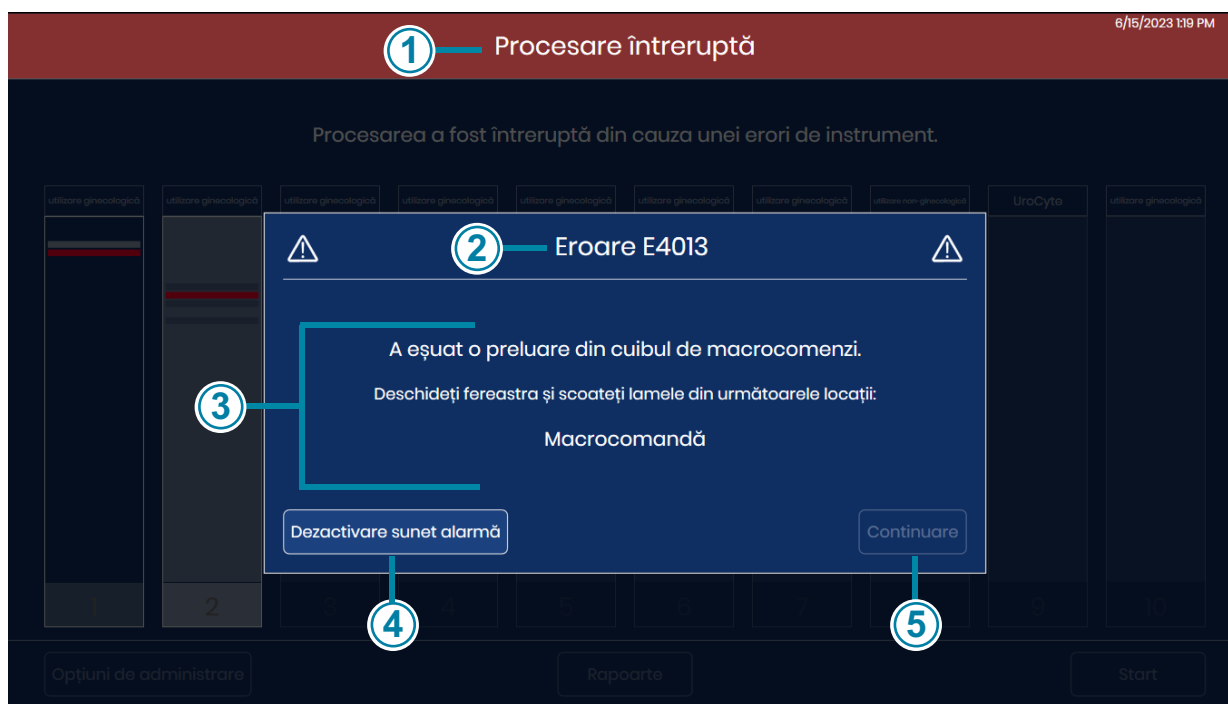 6/15/2023 1:19 PM
1
Procesare întreruptă
Procesarea a fost întreruptă din cauza unei erori de instrument.
utilizare ginecologică utilizare ginecologică utilizare ginecologică utilizare ginecologică utilizare ginecologică utilizare ginecologică utilizare ginecologică utilizare non-ginecologică UroCyte utilizare ginecologică
2
Eroare E4013
A eșuat o preluare din cuibul de macrocomenzi.
Deschideți fereastra și scoateți lamele din următoarele locații:
3
Macrocomandă
Dezactivare sunet alarmă Continuare
1 2 3 4 5 6 7 9 10
4 5
Opțiuni de administrare Rapoarte Start